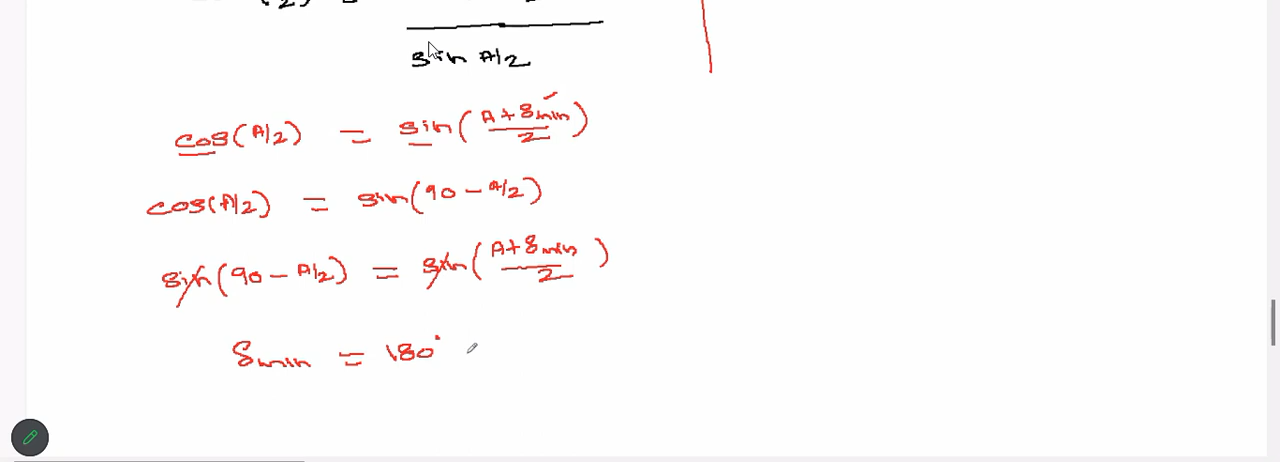 sin A/2
cos(A/2) = sin(A+δmin/2)
cos(A/2) = sin(90-A/2)
sin(90-A/2) = sin(A+δmin/2)
δmin = 180°